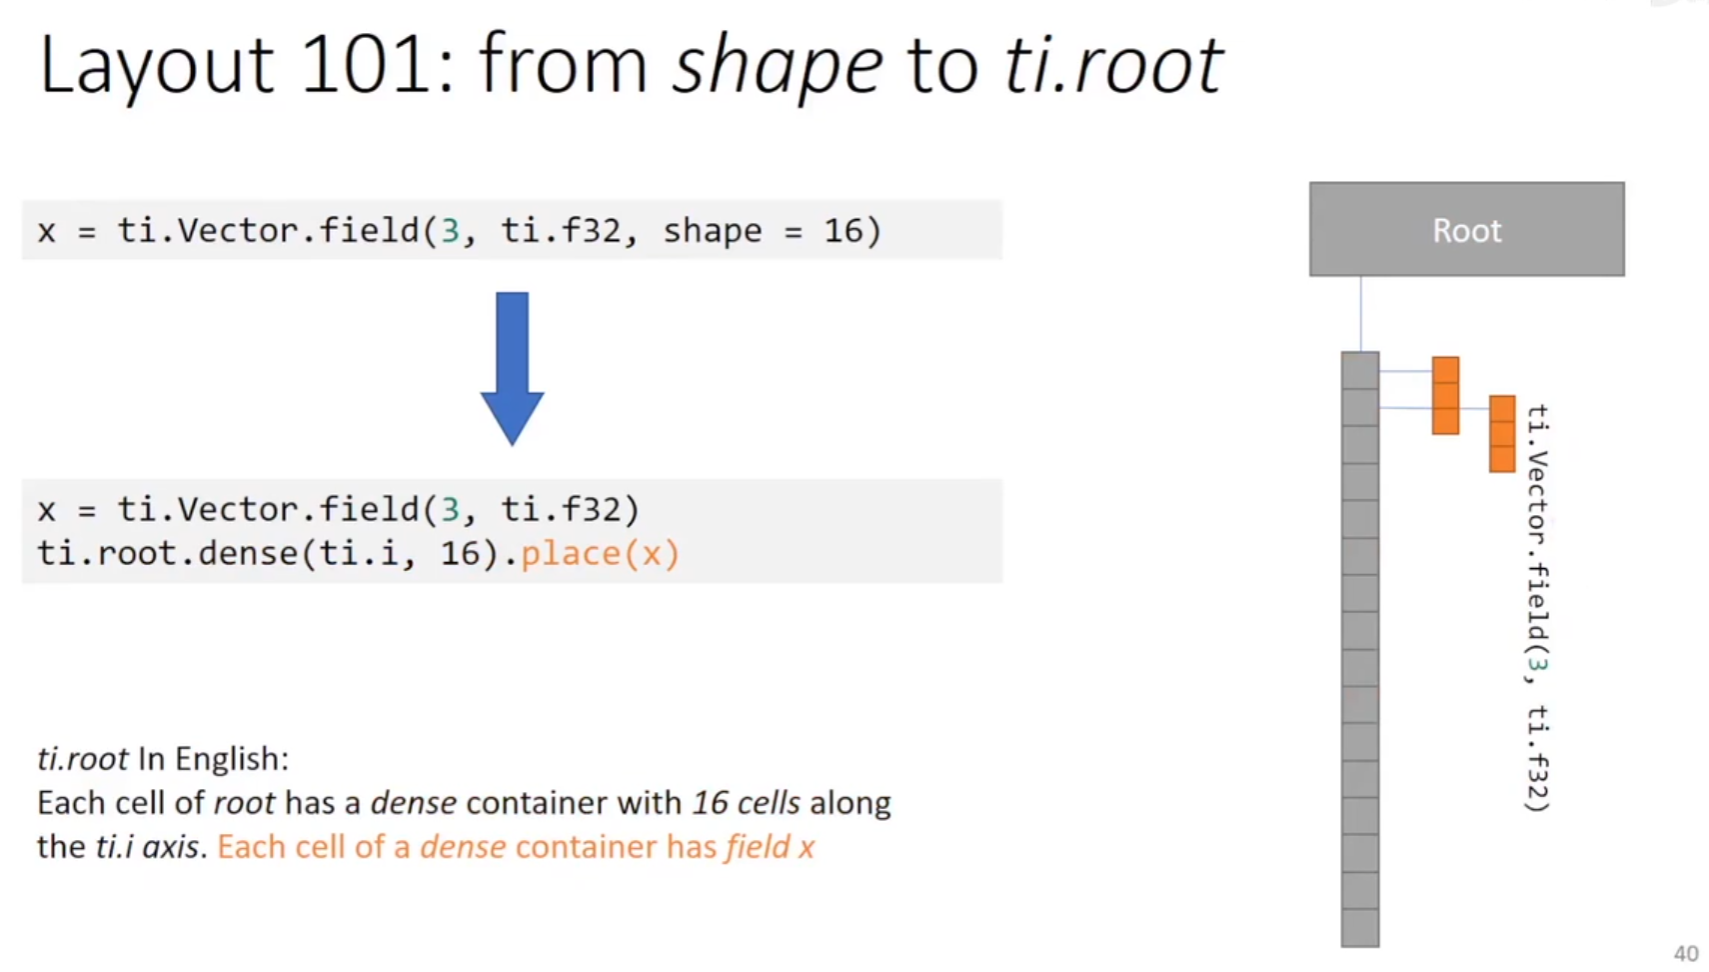 Layout 101: from shape to ti.root
x = ti.Vector.field(3, ti.f32, shape = 16)
x = ti.Vector.field(3, ti.f32)
ti.root.dense(ti.i, 16).place(x)
ti.root In English:
Each cell of root has a dense container with 16 cells along
the ti.i axis. Each cell of a dense container has field x
Root
ti.Vector.field(3, ti.f32)
40